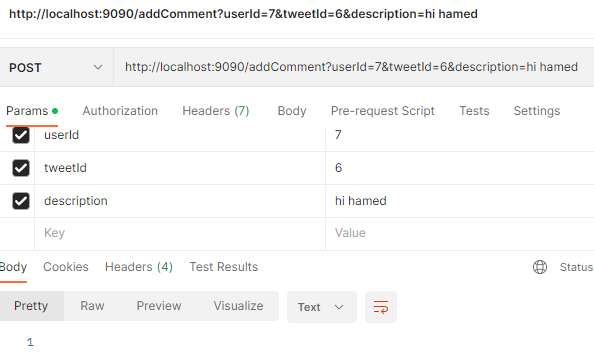 http://localhost:9090/addComment?userId=7&tweetId=6&description=hi hamed
POST http://localhost:9090/addComment?userId=7&tweetId=6&description=hi hamed
Params Authorization Headers (7) Body Pre-request Script Tests Settings
userId 7
tweetId 6
description hi hamed
Key Value
Body Cookies Headers (4) Test Results Status
Pretty Raw Preview Visualize Text
1